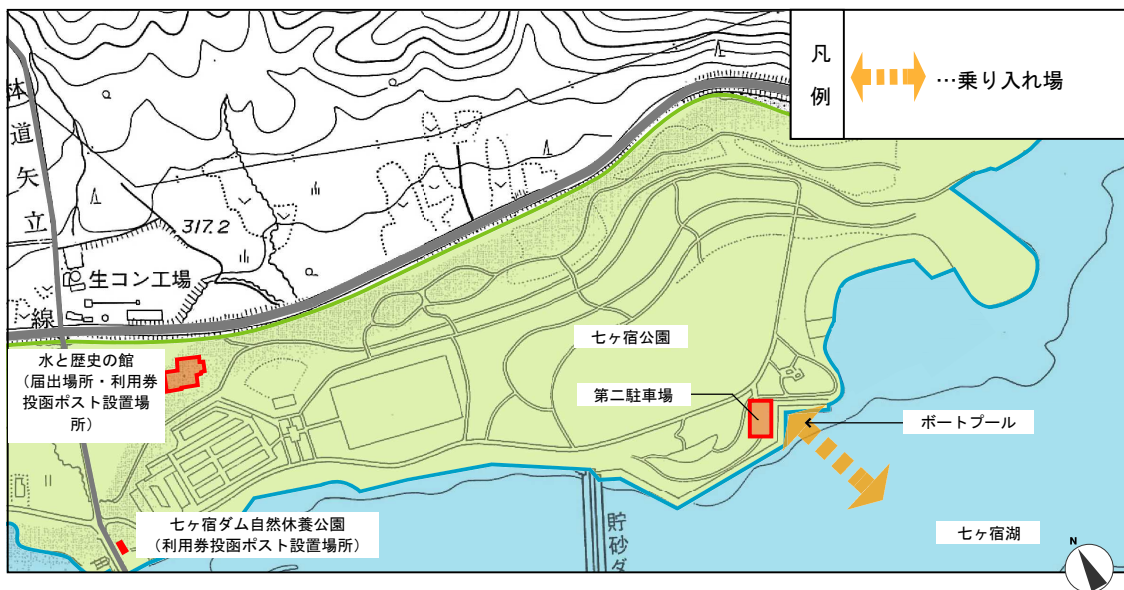 凡
例
…乗り入れ場
林
道
矢
立
線
317.2
生コン工場
水と歴史の館
（届出場所・利用券
投函ポスト設置場
所）
七ヶ宿公園
第二駐車場
ボートプール
七ヶ宿ダム自然休養公園
（利用券投函ポスト設置場所）
貯
砂
ダ
七ヶ宿湖
N